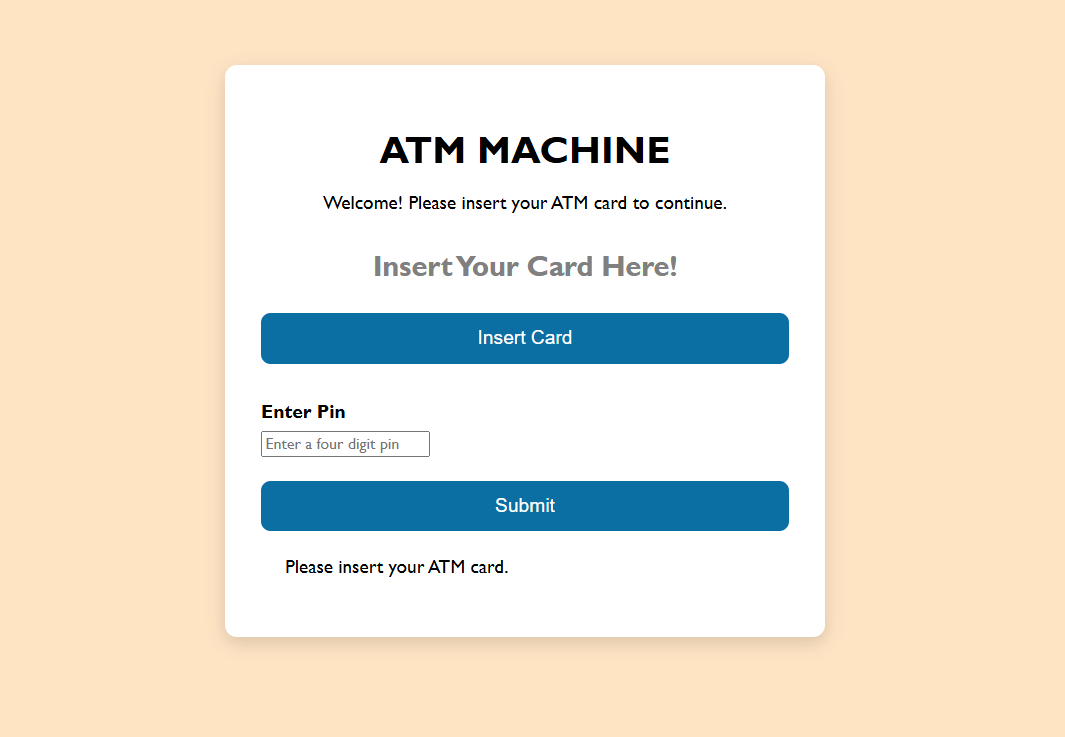 ATM MACHINE
Welcome! Please insert your ATM card to continue.
Insert Your Card Here!
Insert Card
Enter Pin
Enter a four digit pin
Submit
Please insert your ATM card.